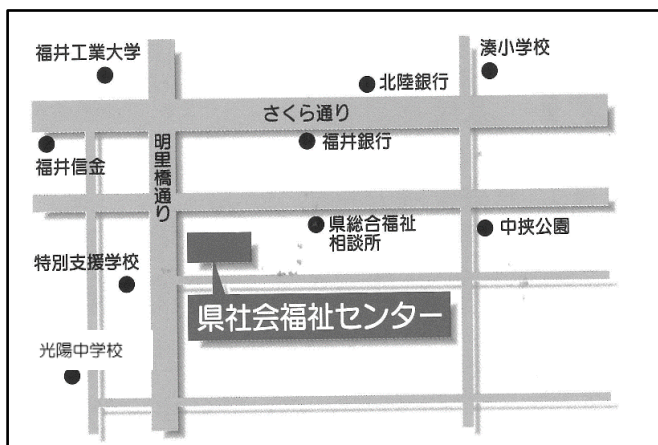 福井工業大学
湊小学校
北陸銀行
さくら通り
福井銀行
福井信金
明里橋通り
県総合福祉
相談所
中挟公園
特別支援学校
県社会福祉センター
光陽中学校